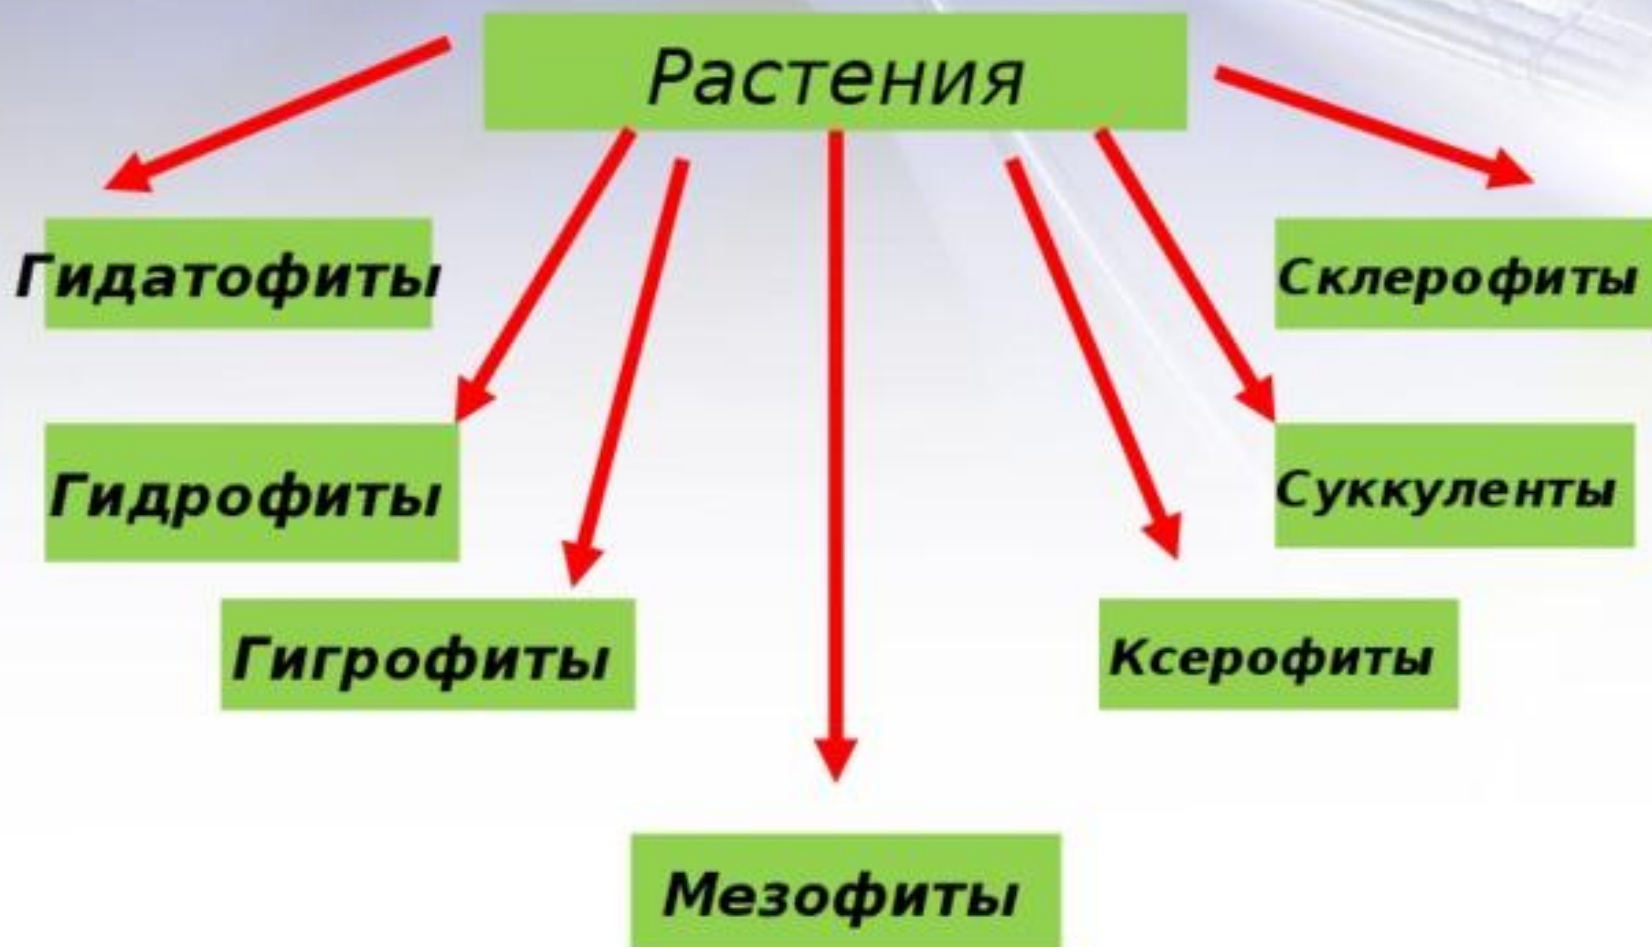 Растения
Гидатофиты
Склерофиты
Гидрофиты
Суккуленты
Гигрофиты
Ксерофиты
Мезофиты